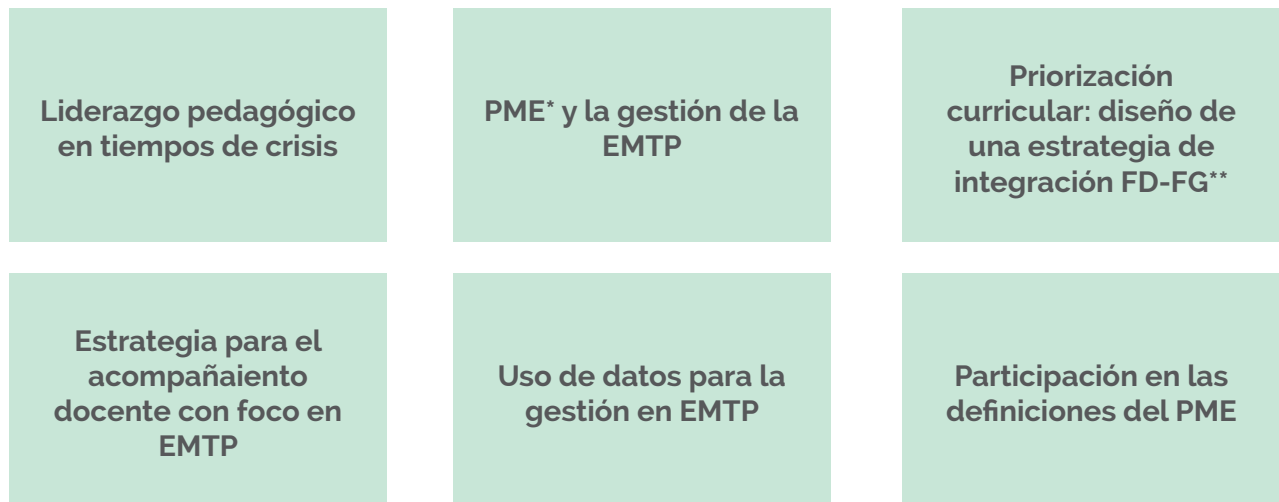 Liderazgo pedagógico
en tiempos de crisis
PME* y la gestión de la
EMTP
Priorización
curricular: diseño de
una estrategia de
integración FD-FG**
Estrategia para el
acompañaiento
docente con foco en
EMTP
Uso de datos para la
gestión en EMTP
Participación en las
definiciones del PME